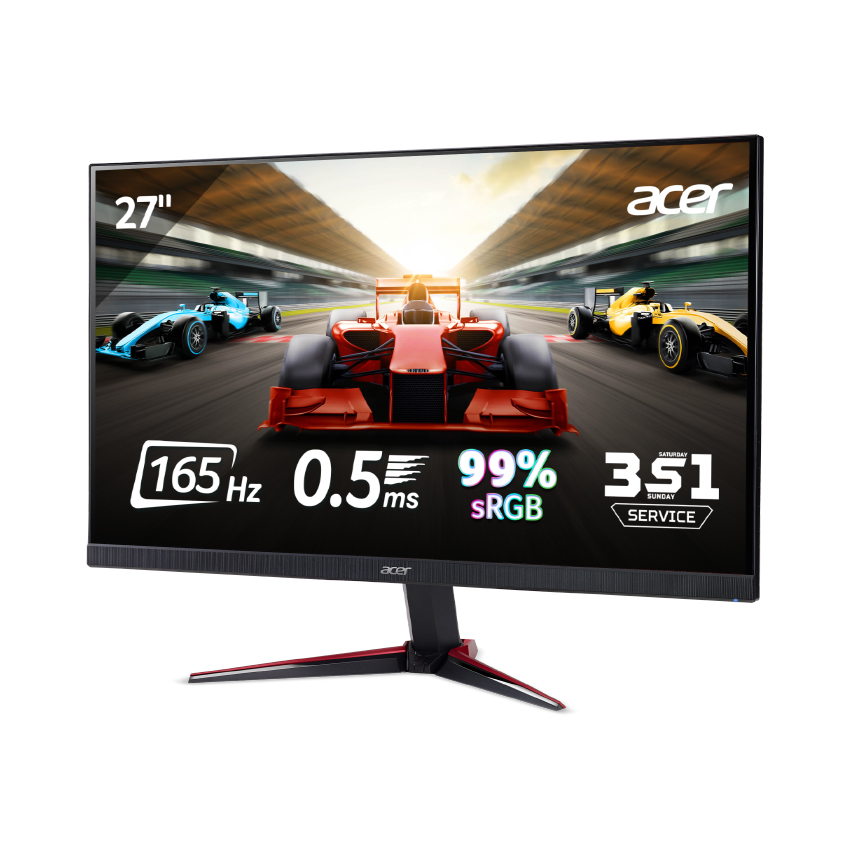 27"
acer
165 Hz
0.5 ms
99%
sRGB
SATURDAY
3S1
SUNDAY
SERVICE
acer